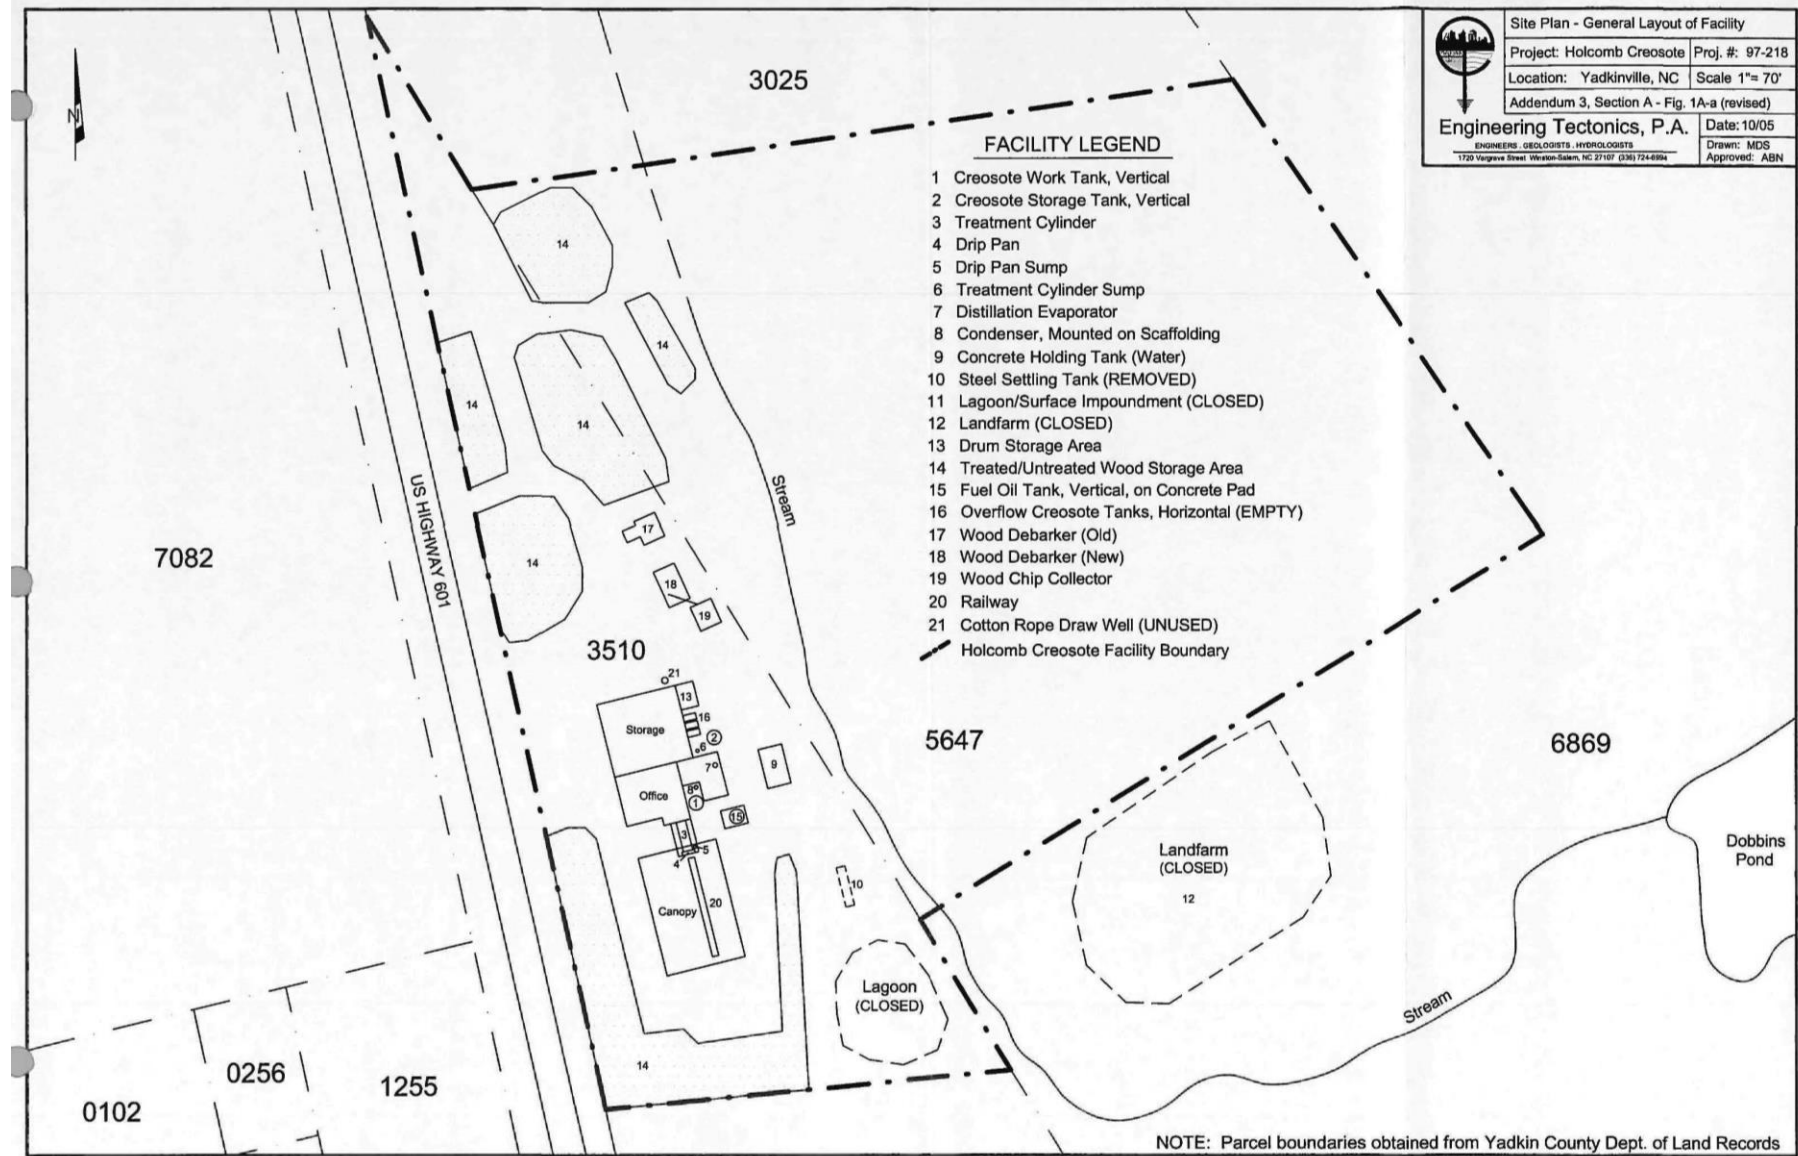 Site Plan - General Layout of Facility
Project: Holcomb Creosote Proj. #: 97-218
Location: Yadkinville, NC Scale 1"= 70'
Addendum 3, Section A - Fig. 1A-a (revised)
Engineering Tectonics, P.A.
ENGINEERS . GEOLOGISTS . HYDROLOGISTS
1720 Vargrave Street Winston-Salem, NC 27107 (336) 724-6994
Date: 10/05
Drawn: MDS
Approved: ABN
N
3025
FACILITY LEGEND
1 Creosote Work Tank, Vertical
2 Creosote Storage Tank, Vertical
3 Treatment Cylinder
4 Drip Pan
5 Drip Pan Sump
6 Treatment Cylinder Sump
7 Distillation Evaporator
8 Condenser, Mounted on Scaffolding
9 Concrete Holding Tank (Water)
10 Steel Settling Tank (REMOVED)
11 Lagoon/Surface Impoundment (CLOSED)
12 Landfarm (CLOSED)
13 Drum Storage Area
14 Treated/Untreated Wood Storage Area
15 Fuel Oil Tank, Vertical, on Concrete Pad
16 Overflow Creosote Tanks, Horizontal (EMPTY)
17 Wood Debarker (Old)
18 Wood Debarker (New)
19 Wood Chip Collector
20 Railway
21 Cotton Rope Draw Well (UNUSED)
Holcomb Creosote Facility Boundary
14
14
14
14
14
US HIGHWAY 601
Stream
7082
17
18
19
3510
21
13
16
Storage
2
6
7
9
Office
8
1
15
3
5
4
Canopy
20
10
5647
6869
Landfarm
(CLOSED)
12
Dobbins
Pond
Lagoon
(CLOSED)
Stream
14
0256
1255
0102
NOTE: Parcel boundaries obtained from Yadkin County Dept. of Land Records